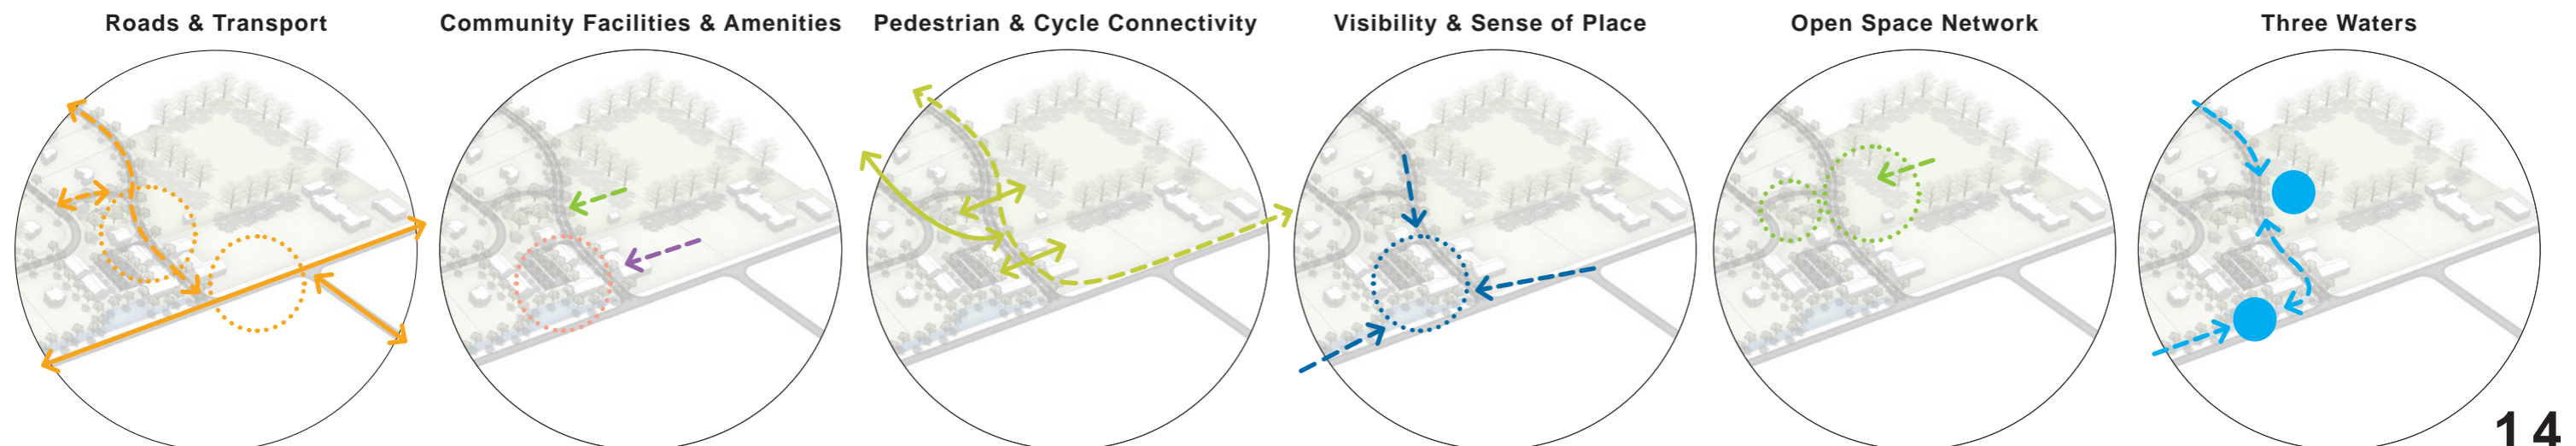 Roads & Transport
Community Facilities & Amenities
Pedestrian & Cycle Connectivity
Visibility & Sense of Place
Open Space Network
Three Waters
14